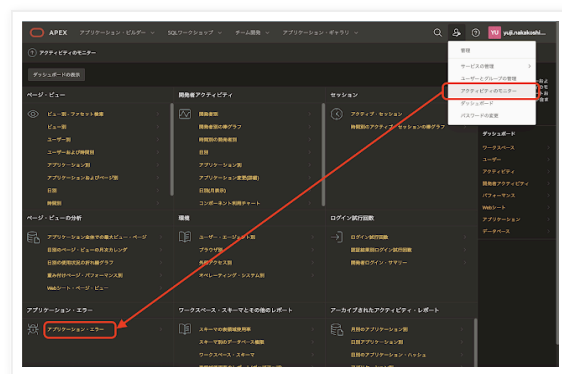 APEX アプリケーション・ビルダー SQLワークショップ チーム開発 アプリケーション・ギャラリ YU yuji.nakakoshi...
アクティビティのモニター
ダッシュボードの表示
管理
サービスの管理
ユーザーとグループの管理
アクティビティのモニター
ダッシュボード
パスワードの変更
ページ・ビュー
ビュー別-ファセット検索
ビュー別
ユーザー別
ユーザーおよび時間別
アプリケーション別
アプリケーションおよびページ別
日別
時間別
開発者アクティビティ
開発者別
開発者別の棒グラフ
時間別の開発者別
日別
アプリケーション別
アプリケーション変更(詳細)
日別(月表示)
コンポーネント利用チャート
セッション
アクティブ・セッション
時間別のアクティブ・セッションの棒グラフ
ダッシュボード
ワークスペース
ユーザー
アクティビティ
開発者アクティビティ
パフォーマンス
Webシート
アプリケーション
データベース
ページ・ビューの分析
アプリケーション全体での最大ビュー・ページ
日別のページ・ビューの月次カレンダ
日別の使用状況の折れ線グラフ
重み付けページ・パフォーマンス別
Webシート・ページ・ビュー
環境
ユーザー・エージェント別
ブラウザ別
外部アクセス別
オペレーティング・システム別
ログイン試行回数
ログイン試行回数
認証結果別ログイン試行回数
開発者ログイン・サマリー
アプリケーション・エラー
アプリケーション・エラー
ワークスペース・スキーマとその他のレポート
スキーマの表領域使用率
スキーマ別のデータベース権限
ワークスペース・スキーマ
アーカイブされたアクティビティ・レポート
月別のアプリケーション別
日別アプリケーション別
日別のアプリケーション・ハッシュ